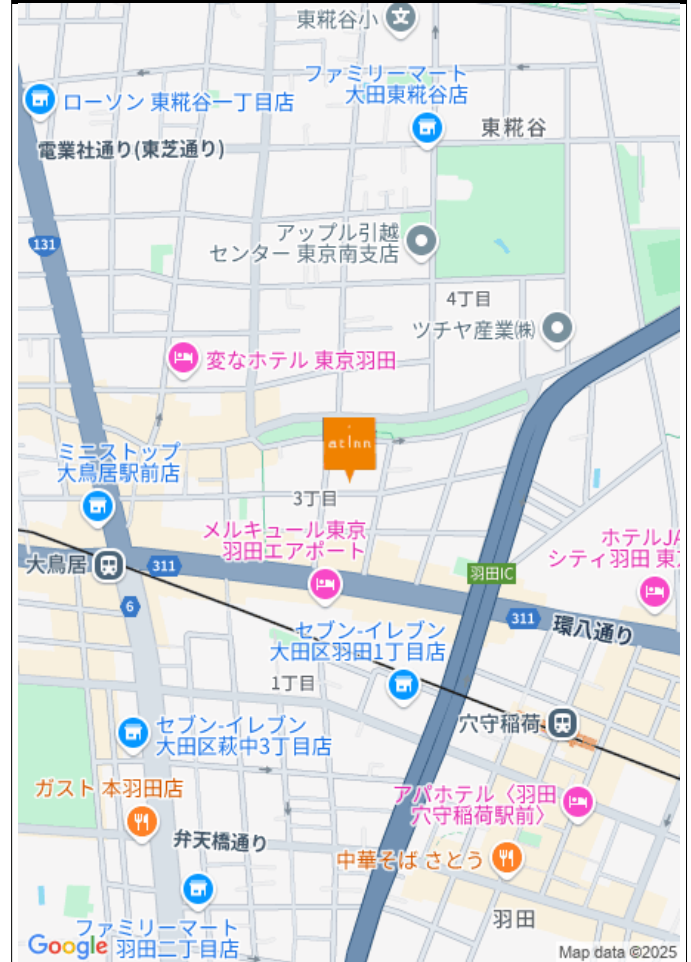 東糀谷小
ファミリーマート
大田東糀谷店
ローソン 東糀谷一丁目店
東糀谷
電業社通り(東芝通り)
アップル引越
センター 東京南支店
131
4丁目
ツチヤ産業㈱
変なホテル 東京羽田
atinn
ミニストップ
大鳥居駅前店
3丁目
メルキュール東京
羽田エアポート
ホテルJA
シティ羽田 東
大鳥居
311
羽田IC
6
311
環八通り
セブン-イレブン
大田区羽田1丁目店
1丁目
穴守稲荷
セブン-イレブン
大田区萩中3丁目店
ガスト 本羽田店
アパホテル〈羽田
穴守稲荷駅前〉
弁天橋通り
中華そば さとう
羽田
ファミリーマート
羽田二丁目店
Google
Map data ©2025